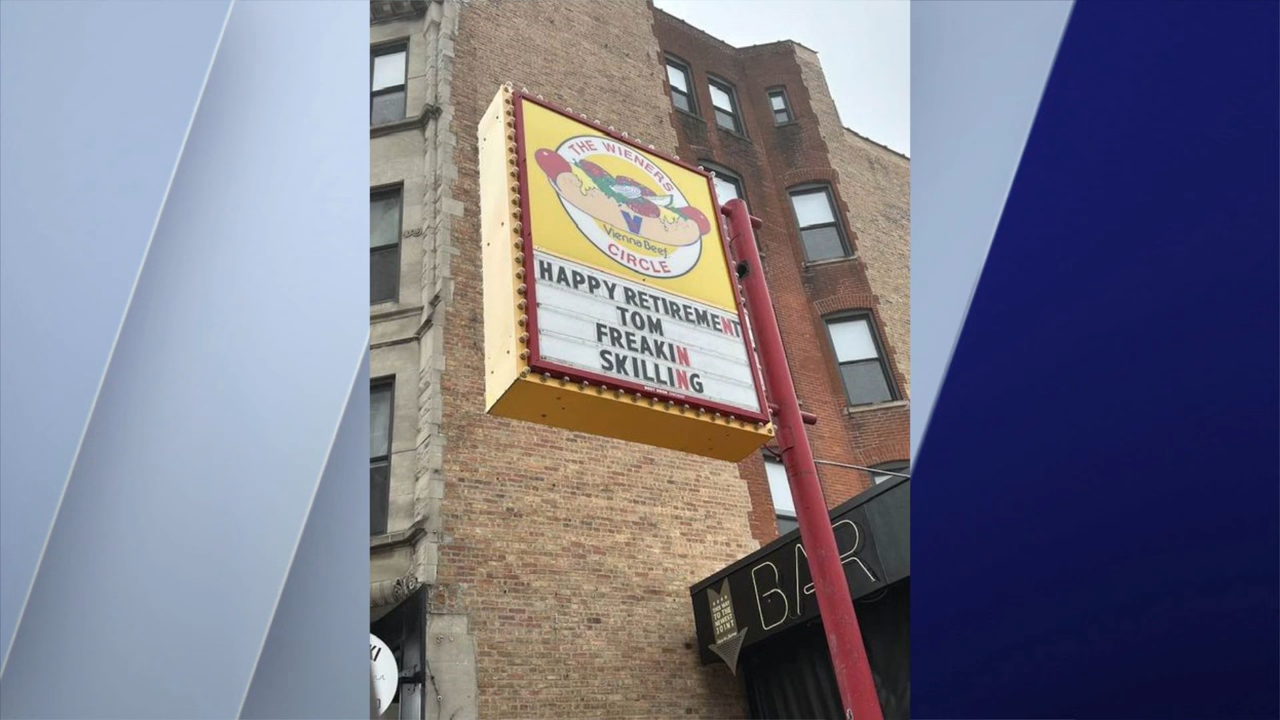 THE WIENERS
V
Vienna Beef
CIRCLE
HAPPY RETIREMENT
TOM
FREAKIN
SKILLING
BAR